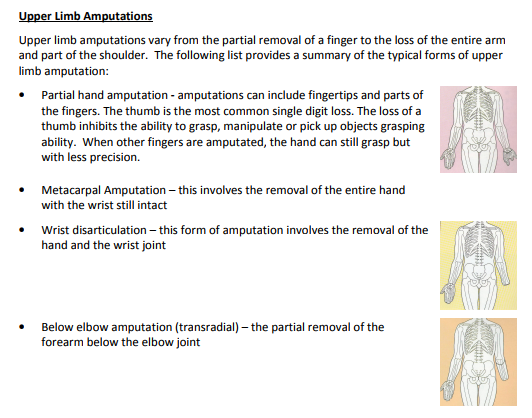 Upper Limb Amputations
Upper limb amputations vary from the partial removal of a finger to the loss of the entire arm
and part of the shoulder. The following list provides a summary of the typical forms of upper
limb amputation:
• Partial hand amputation - amputations can include fingertips and parts of
the fingers. The thumb is the most common single digit loss. The loss of a
thumb inhibits the ability to grasp, manipulate or pick up objects grasping
ability. When other fingers are amputated, the hand can still grasp but
with less precision.
• Metacarpal Amputation – this involves the removal of the entire hand
with the wrist still intact
• Wrist disarticulation – this form of amputation involves the removal of the
hand and the wrist joint
• Below elbow amputation (transradial) – the partial removal of the
forearm below the elbow joint